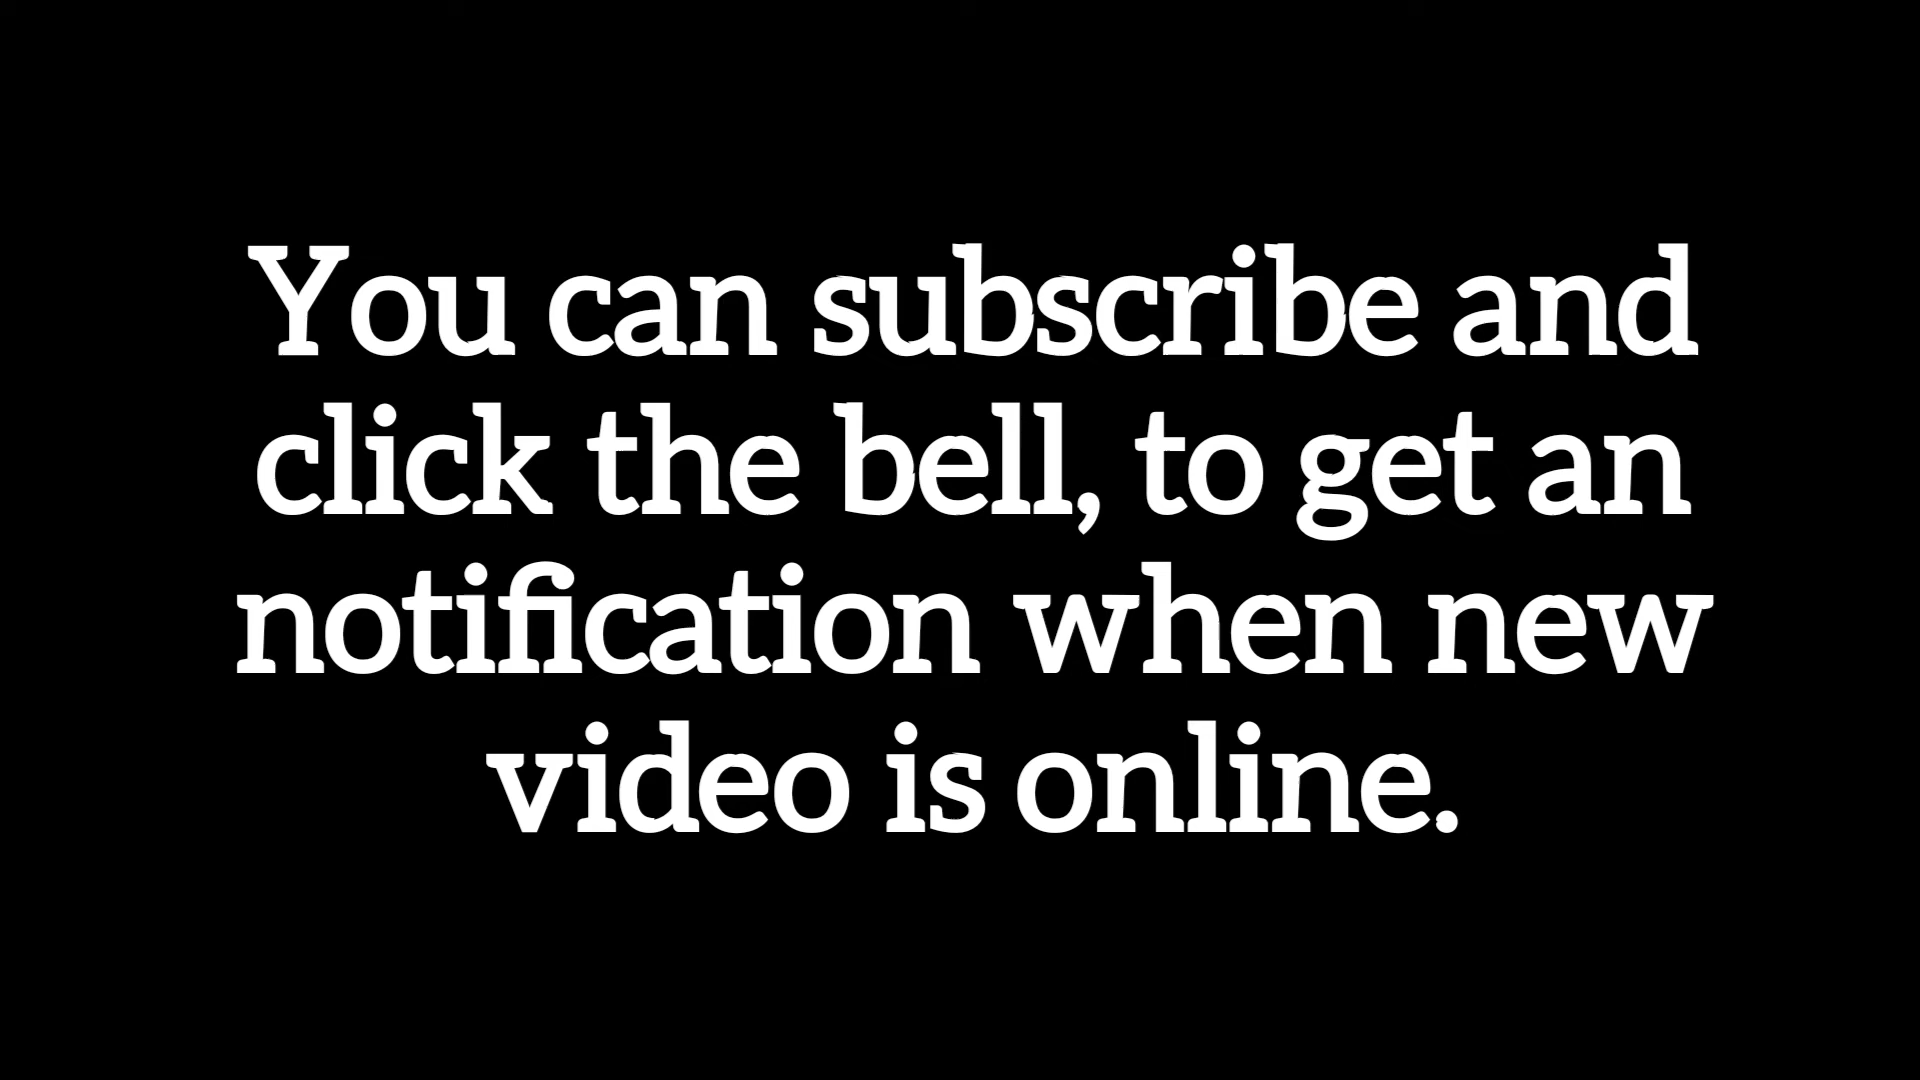 You can subscribe and
click the bell, to get an
notification when new
video is online.